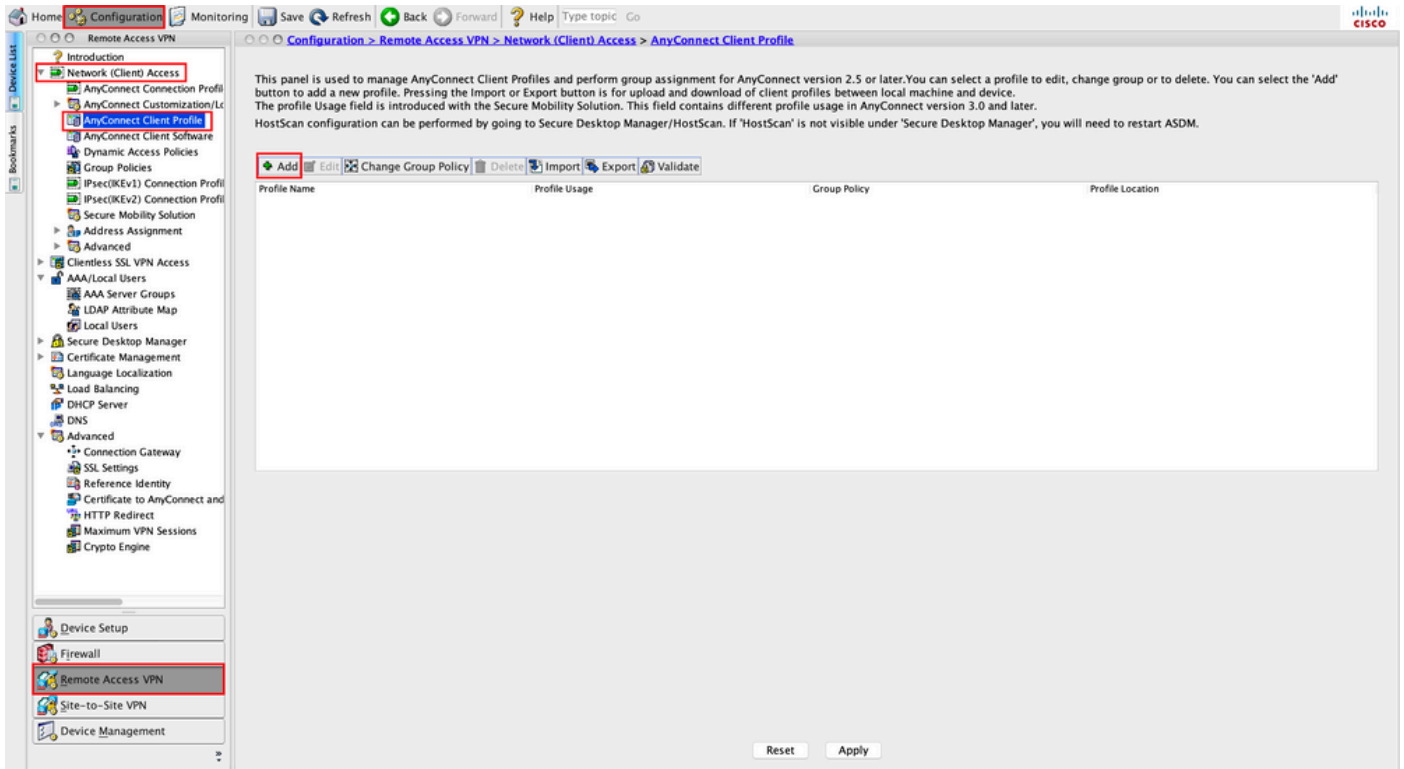 Home Configuration Monitoring Save Refresh Back Forward Help Type topic Go
CISCO
Device List
Bookmarks
Remote Access VPN
Introduction
Network (Client) Access
AnyConnect Connection Profil
AnyConnect Customization/Lo
AnyConnect Client Profile
AnyConnect Client Software
Dynamic Access Policies
Group Policies
IPsec(IKEv1) Connection Profil
IPsec(IKEv2) Connection Profil
Secure Mobility Solution
Address Assignment
Advanced
Clientless SSL VPN Access
AAA/Local Users
AAA Server Groups
LDAP Attribute Map
Local Users
Secure Desktop Manager
Certificate Management
Language Localization
Load Balancing
DHCP Server
DNS
Advanced
Connection Gateway
SSL Settings
Reference Identity
Certificate to AnyConnect and
HTTP Redirect
Maximum VPN Sessions
Crypto Engine
Device Setup
Firewall
Remote Access VPN
Site-to-Site VPN
Device Management
Configuration > Remote Access VPN > Network (Client) Access > AnyConnect Client Profile
This panel is used to manage AnyConnect Client Profiles and perform group assignment for AnyConnect version 2.5 or later.You can select a profile to edit, change group or to delete. You can select the 'Add'
button to add a new profile. Pressing the Import or Export button is for upload and download of client profiles between local machine and device.
The profile Usage field is introduced with the Secure Mobility Solution. This field contains different profile usage in AnyConnect version 3.0 and later.
HostScan configuration can be performed by going to Secure Desktop Manager/HostScan. If 'HostScan' is not visible under 'Secure Desktop Manager', you will need to restart ASDM.
Add Edit Change Group Policy Delete Import Export Validate
Profile Name Profile Usage Group Policy Profile Location
Reset Apply